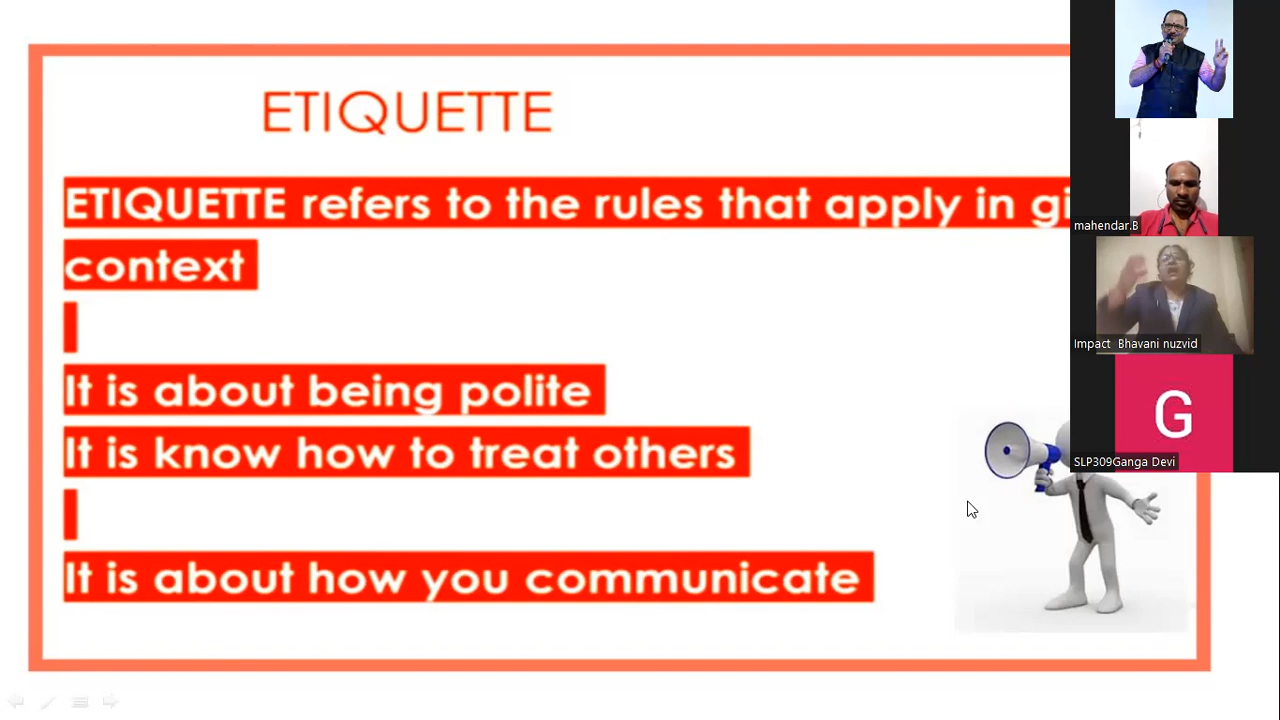 ETIQUETTE
ETIQUETTE refers to the rules that apply in
context
It is about being polite
It is know how to treat others
It is about how you communicate
mahendar.B
Impact Bhavani nuzvid
G
SLP309Ganga Devi